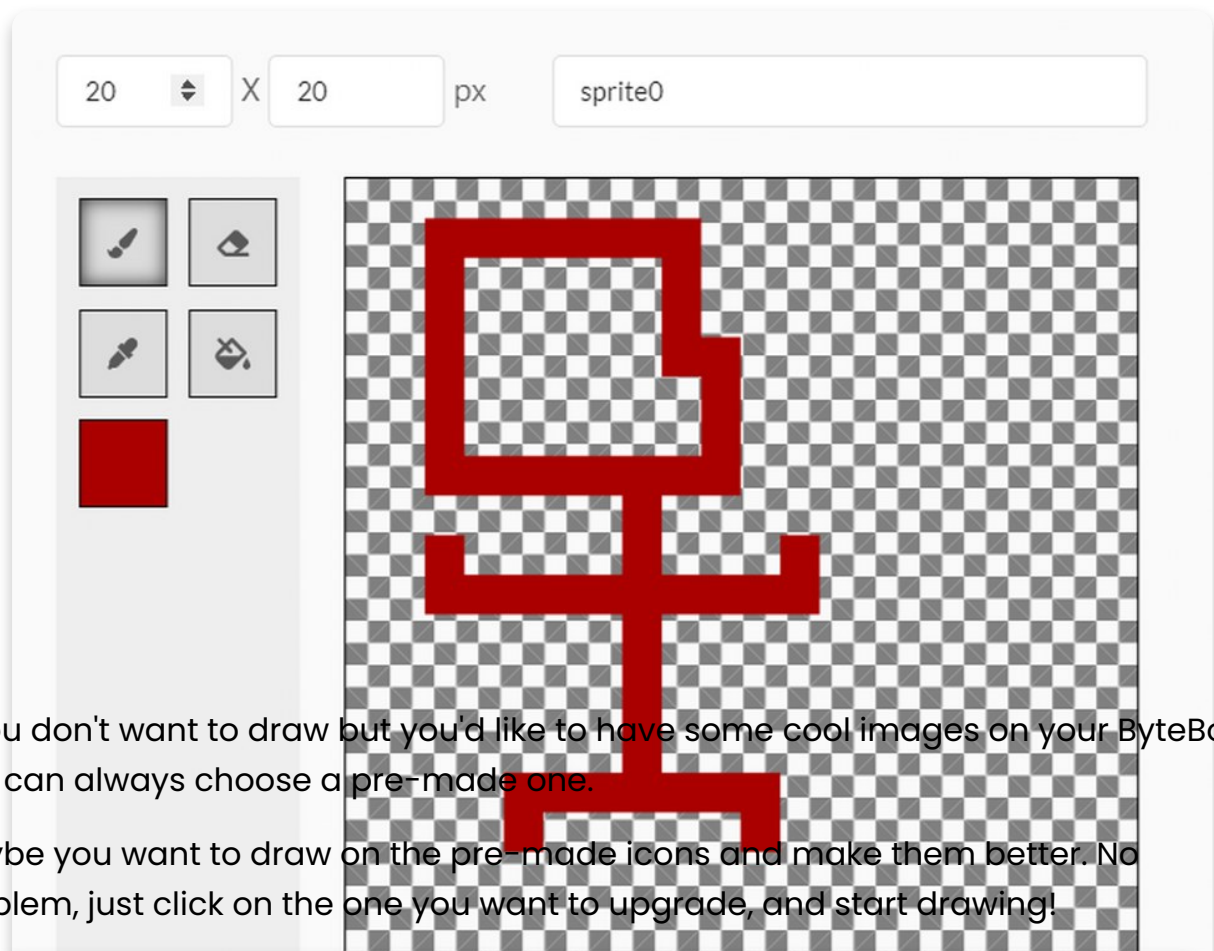 20 X 20 px sprite0
u don't want to draw but you'd like to have some cool images on your ByteBo
can always choose a pre-made one.
be you want to draw on the pre-made icons and make them better. No
blem, just click on the one you want to upgrade, and start drawing!